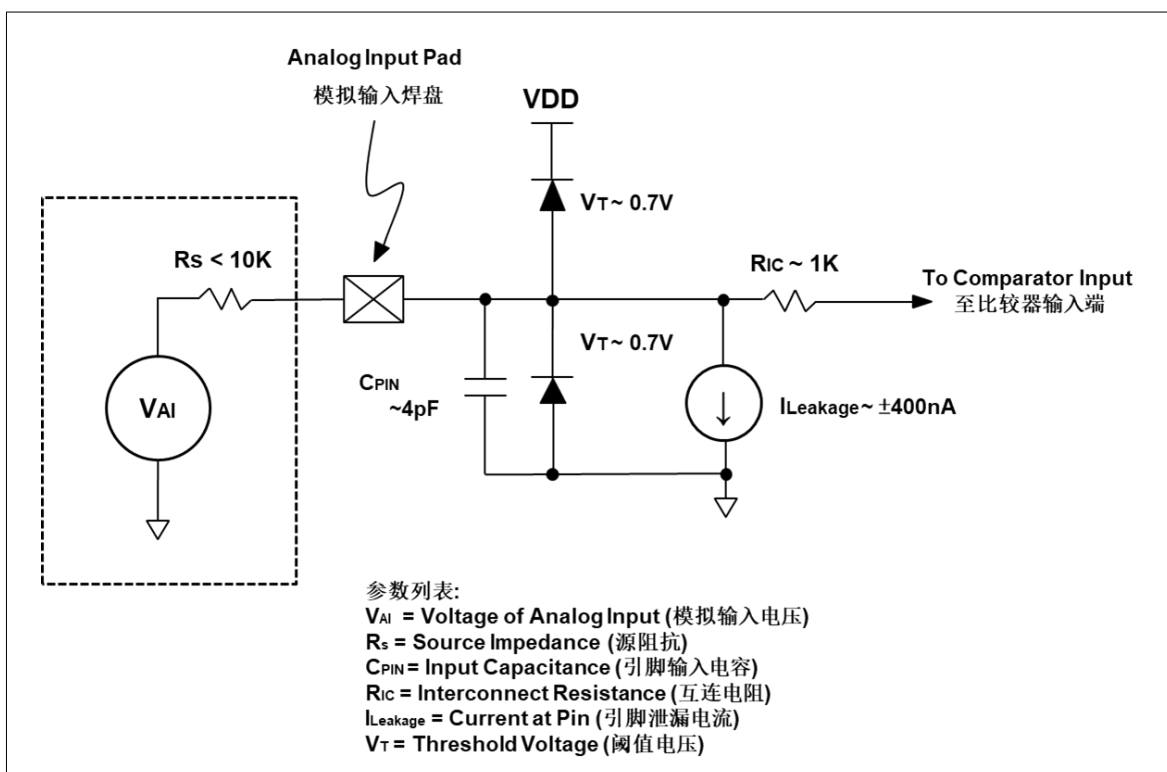 Analog Input Pad
模拟输入焊盘
VDD
VT ~ 0.7V
Rs < 10K
RIC ~ 1K
To Comparator Input
至比较器输入端
VT ~ 0.7V
CPIN
~4pF
VAI
ILeakage ~ ±400nA
参数列表:
VAI = Voltage of Analog Input (模拟输入电压)
Rs = Source Impedance (源阻抗)
CPIN = Input Capacitance (引脚输入电容)
RIC = Interconnect Resistance (互连电阻)
ILeakage = Current at Pin (引脚泄漏电流)
VT = Threshold Voltage (阈值电压)